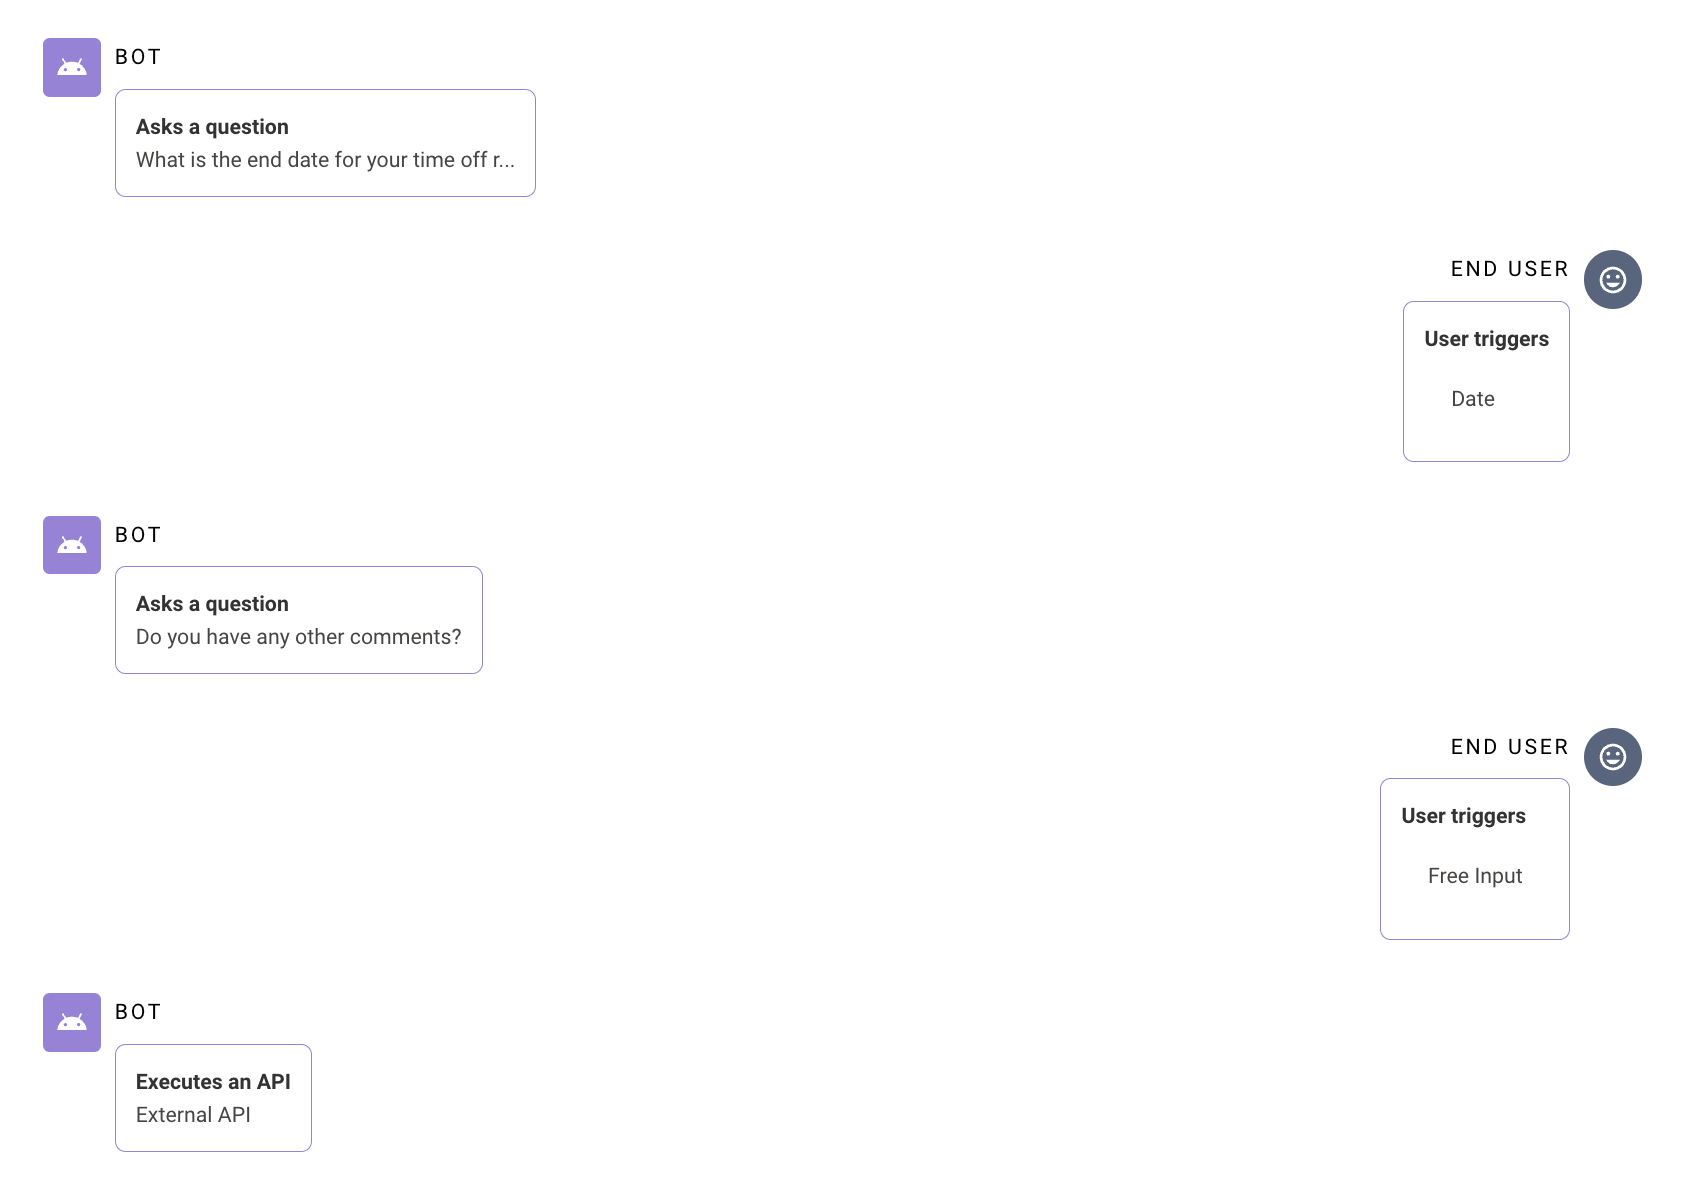 BOT
Asks a question
What is the end date for your time off r...
END USER
User triggers
Date
BOT
Asks a question
Do you have any other comments?
END USER
User triggers
Free Input
BOT
Executes an API
External API